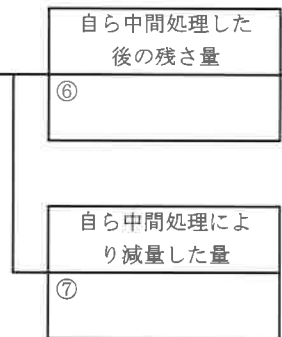 自ら中間処理した
後の残さ量
⑥
自ら中間処理によ
り減量した量
⑦